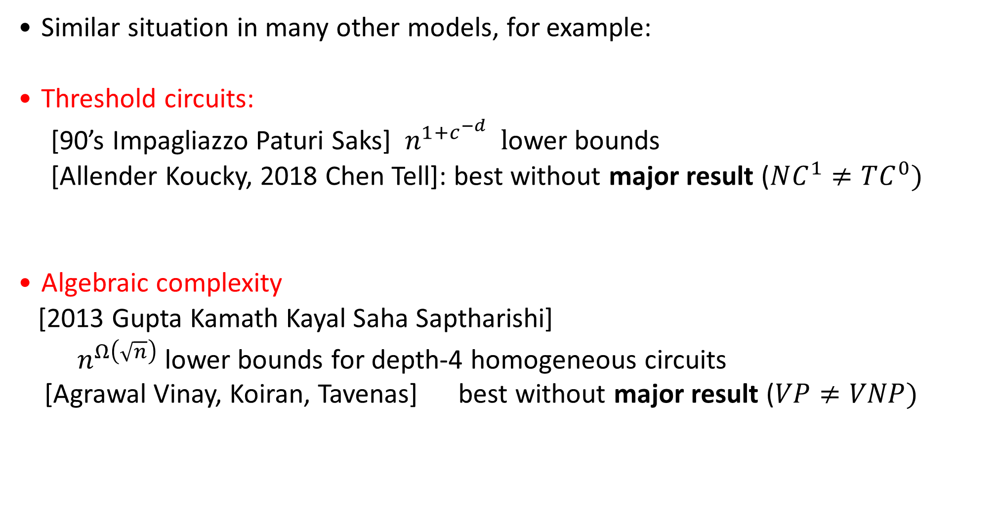 • Similar situation in many other models, for example:
• Threshold circuits:
[90’s Impagliazzo Paturi Saks] $n^{1+c^{-d}}$ lower bounds
[Allender Koucky, 2018 Chen Tell]: best without major result ($NC^1 \neq TC^0$)
• Algebraic complexity
[2013 Gupta Kamath Kayal Saha Saptharishi]
$n^{\Omega(\sqrt{n})}$ lower bounds for depth-4 homogeneous circuits
[Agrawal Vinay, Koiran, Tavenas] best without major result ($VP \neq VNP$)